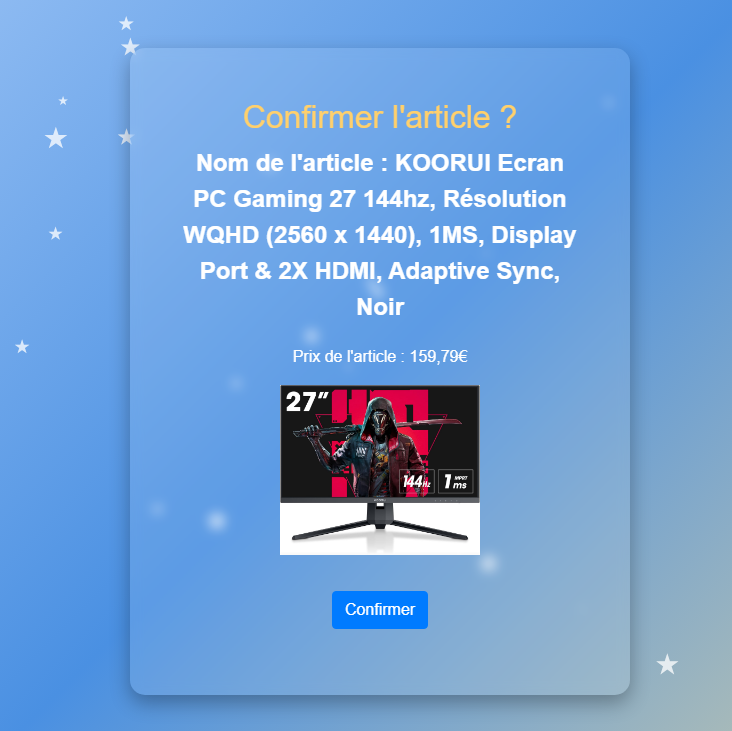 Confirmer l'article ?
Nom de l'article : KOORUI Ecran
PC Gaming 27 144hz, Résolution
WQHD (2560 x 1440), 1MS, Display
Port & 2X HDMI, Adaptive Sync,
Noir
Prix de l'article : 159,79€
27”
144Hz
1 MPRT ms
Confirmer